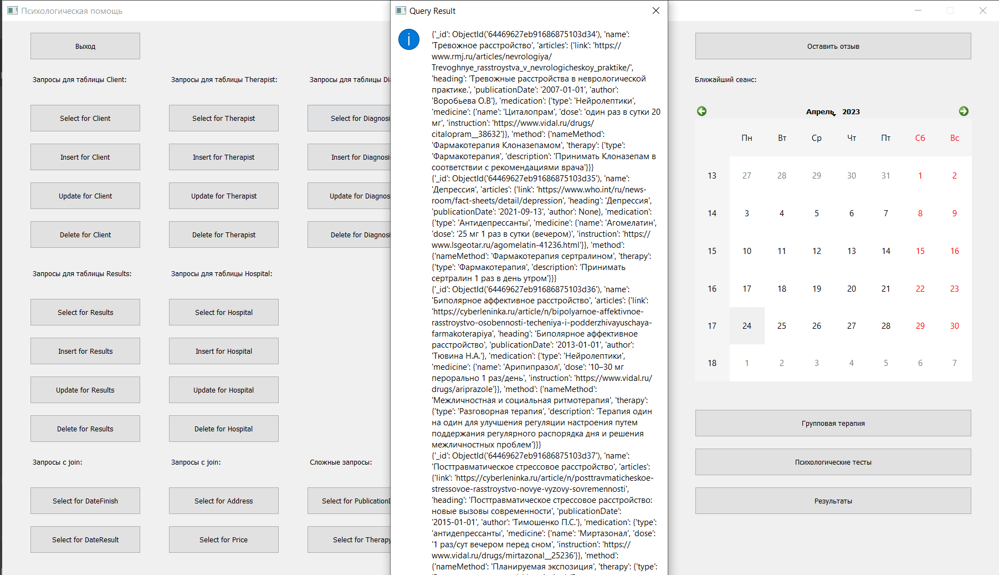 Психологическая помощь
Выход
Запросы для таблицы Client:
Запросы для таблицы Therapist:
Запросы для таблицы
Select for Client
Select for Therapist
Select for
Insert for Client
Insert for Therapist
Insert for
Update for Client
Update for Therapist
Update for
Delete for Client
Delete for Therapist
Delete for
Запросы для таблицы Results:
Запросы для таблицы Hospital:
Select for Results
Select for Hospital
Insert for Results
Insert for Hospital
Update for Results
Update for Hospital
Delete for Results
Delete for Hospital
Запросы с join:
Запросы с join:
Сложные запросы:
Select for DateFinish
Select for Address
Select for
Select for DateResult
Select for Price
Select for Therapy
Query Result
{'_id': ObjectId('64469627eb91686875103d34'), 'name':
'Тревожное расстройство', 'articles': {'link': 'https://
www.rmj.ru/articles/nevrologiya/
Trevoghnye_rasstroystva_v_nevrologicheskoy_praktike/',
'heading': 'Тревожные расстройства в неврологической
практике.', 'publicationDate': '2007-01-01', 'author':
'Воробьева О.В'}, 'medication': {'type': 'Нейролептики',
'medicine': {'name': 'Циталопрам', 'dose': 'один раз в сутки 20
мг', 'instruction': 'https://www.vidal.ru/drugs/
citalopram__38632'}}, 'method': {'nameMethod':
'Фармакотерапия Клоназепамом', 'therapy': {'type':
'Фармакотерапия', 'description': 'Принимать Клоназепам в
соответствии с рекомендациями врача'}}}
{'_id': ObjectId('64469627eb91686875103d35'), 'name':
'Депрессия', 'articles': {'link': 'https://www.who.int/ru/news-
room/fact-sheets/detail/depression', 'heading': 'Депрессия',
'publicationDate': '2021-09-13', 'author': None}, 'medication':
{'type': 'Антидепрессанты', 'medicine': {'name': 'Агомелатин',
'dose': '25 мг 1 раз в сутки (вечером)', 'instruction': 'https://
www.lsgeotar.ru/agomelatin-41236.html'}}, 'method':
{'nameMethod': 'Фармакотерапия сертралином', 'therapy':
{'type': 'Фармакотерапия', 'description': 'Принимать
сертралин 1 раз в день утром'}}}
{'_id': ObjectId('64469627eb91686875103d36'), 'name':
'Биполярное аффективное расстройство', 'articles': {'link':
'https://cyberleninka.ru/article/n/bipolyarnoe-affektivnoe-
rasstroystvo-osobennosti-techeniya-i-podderzhivayuschaya-
farmakoterapiya', 'heading': 'Биполярное аффективное
расстройство', 'publicationDate': '2013-01-01', 'author':
'Тювина Н.А.'}, 'medication': {'type': 'Нейролептики',
'medicine': {'name': 'Арипипразол', 'dose': '10–30 мг
перорально 1 раз/день', 'instruction': 'https://www.vidal.ru/
drugs/ariprazole'}}, 'method': {'nameMethod':
'Межличностная и социальная ритмотерапия', 'therapy':
{'type': 'Разговорная терапия', 'description': 'Терапия один
на один для улучшения регуляции настроения путем
поддержания регулярного распорядка дня и решения
межличностных проблем'}}}
{'_id': ObjectId('64469627eb91686875103d37'), 'name':
'Посттравматическое стрессовое расстройство', 'articles':
{'link': 'https://cyberleninka.ru/article/n/posttravmaticheskoe-
stressovoe-rasstroystvo-novye-vyzovy-sovremennosti',
'heading': 'Посттравматическое стрессовое расстройство:
новые вызовы современности', 'publicationDate':
'2015-01-01', 'author': 'Тимошенко П.С.'}, 'medication': {'type':
'антидепрессанты', 'medicine': {'name': 'Миртазонал', 'dose':
'1 раз/сут вечером перед сном', 'instruction': 'https://
www.vidal.ru/drugs/mirtazonal__25236'}}, 'method':
{'nameMethod': 'Планируемая экспозиция', 'therapy': {'type':
Оставить отзыв
Ближайший сеанс:
Апрель 2023
Пн Вт Ср Чт Пт Сб Вс
13 27 28 29 30 31 1 2
14 3 4 5 6 7 8 9
15 10 11 12 13 14 15 16
16 17 18 19 20 21 22 23
17 24 25 26 27 28 29 30
18 1 2 3 4 5 6 7
Групповая терапия
Психологические тесты
Результаты